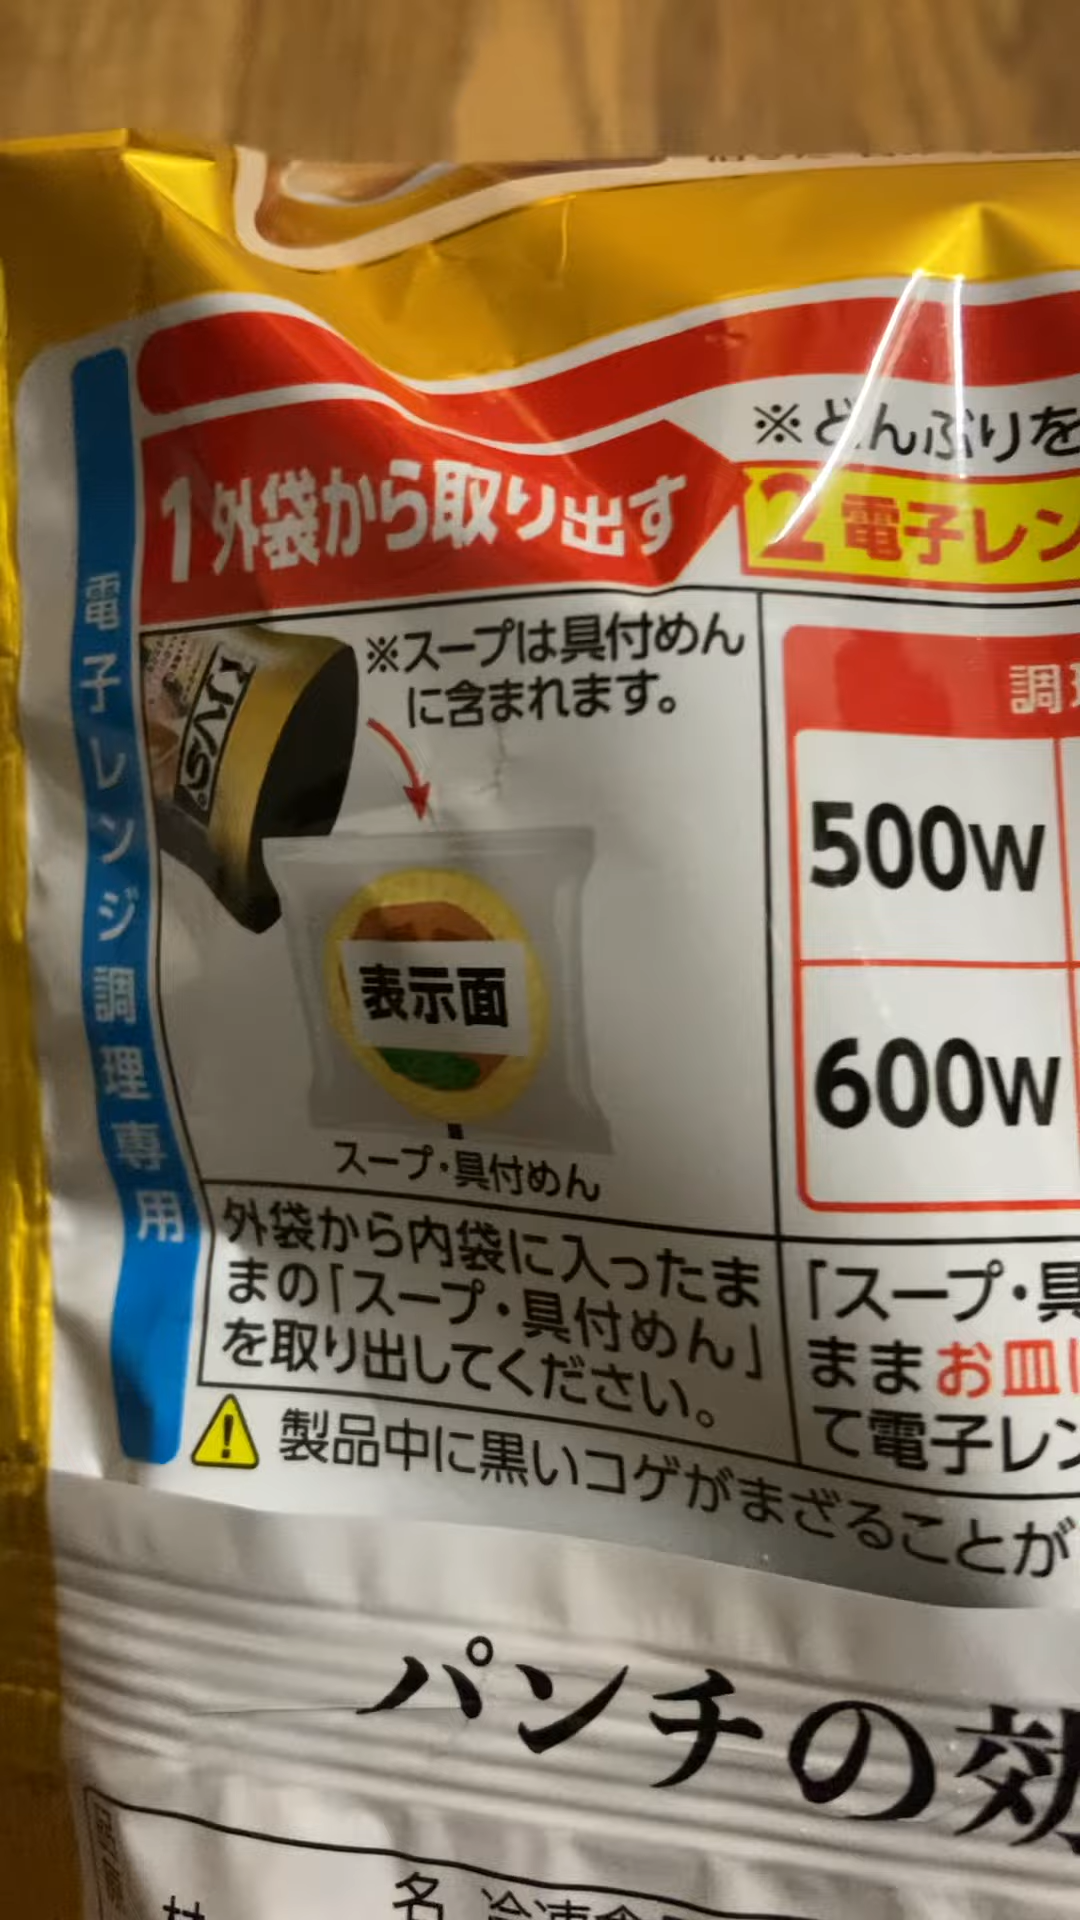 電子レンジ調理専用
1 外袋から取り出す
※スープは具付めん
に含まれます。
表示面
スープ・具付めん
外袋から内袋に入ったま
まの「スープ・具付めん」
を取り出してください。
※どんぶりを
2 電子レン
調理
500W
600W
「スープ・具
ままお皿に
て電子レン
製品中に黒いコゲがまざることが
パンチの効
名 冷凍食